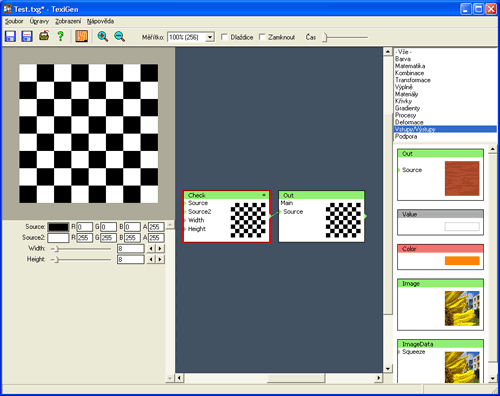 Test.txg* - TexiGen
Soubor Úpravy Zobrazení Nápověda
Měřítko: 100% (256) Dlaždice Zamknout Čas
- Vše -
Barva
Matematika
Kombinace
Transformace
Výplně
Materiály
Křivky
Gradienty
Procesy
Deformace
Vstupy/Výstupy
Podpora
Check
Source
Source2
Width
Height
Out
Main
Source
Source: R 0 G 0 B 0 A 255
Source2: R 255 G 255 B 255 A 255
Width: 8
Height: 8
Out
Source
Value
Color
Image
ImageData
Squeeze